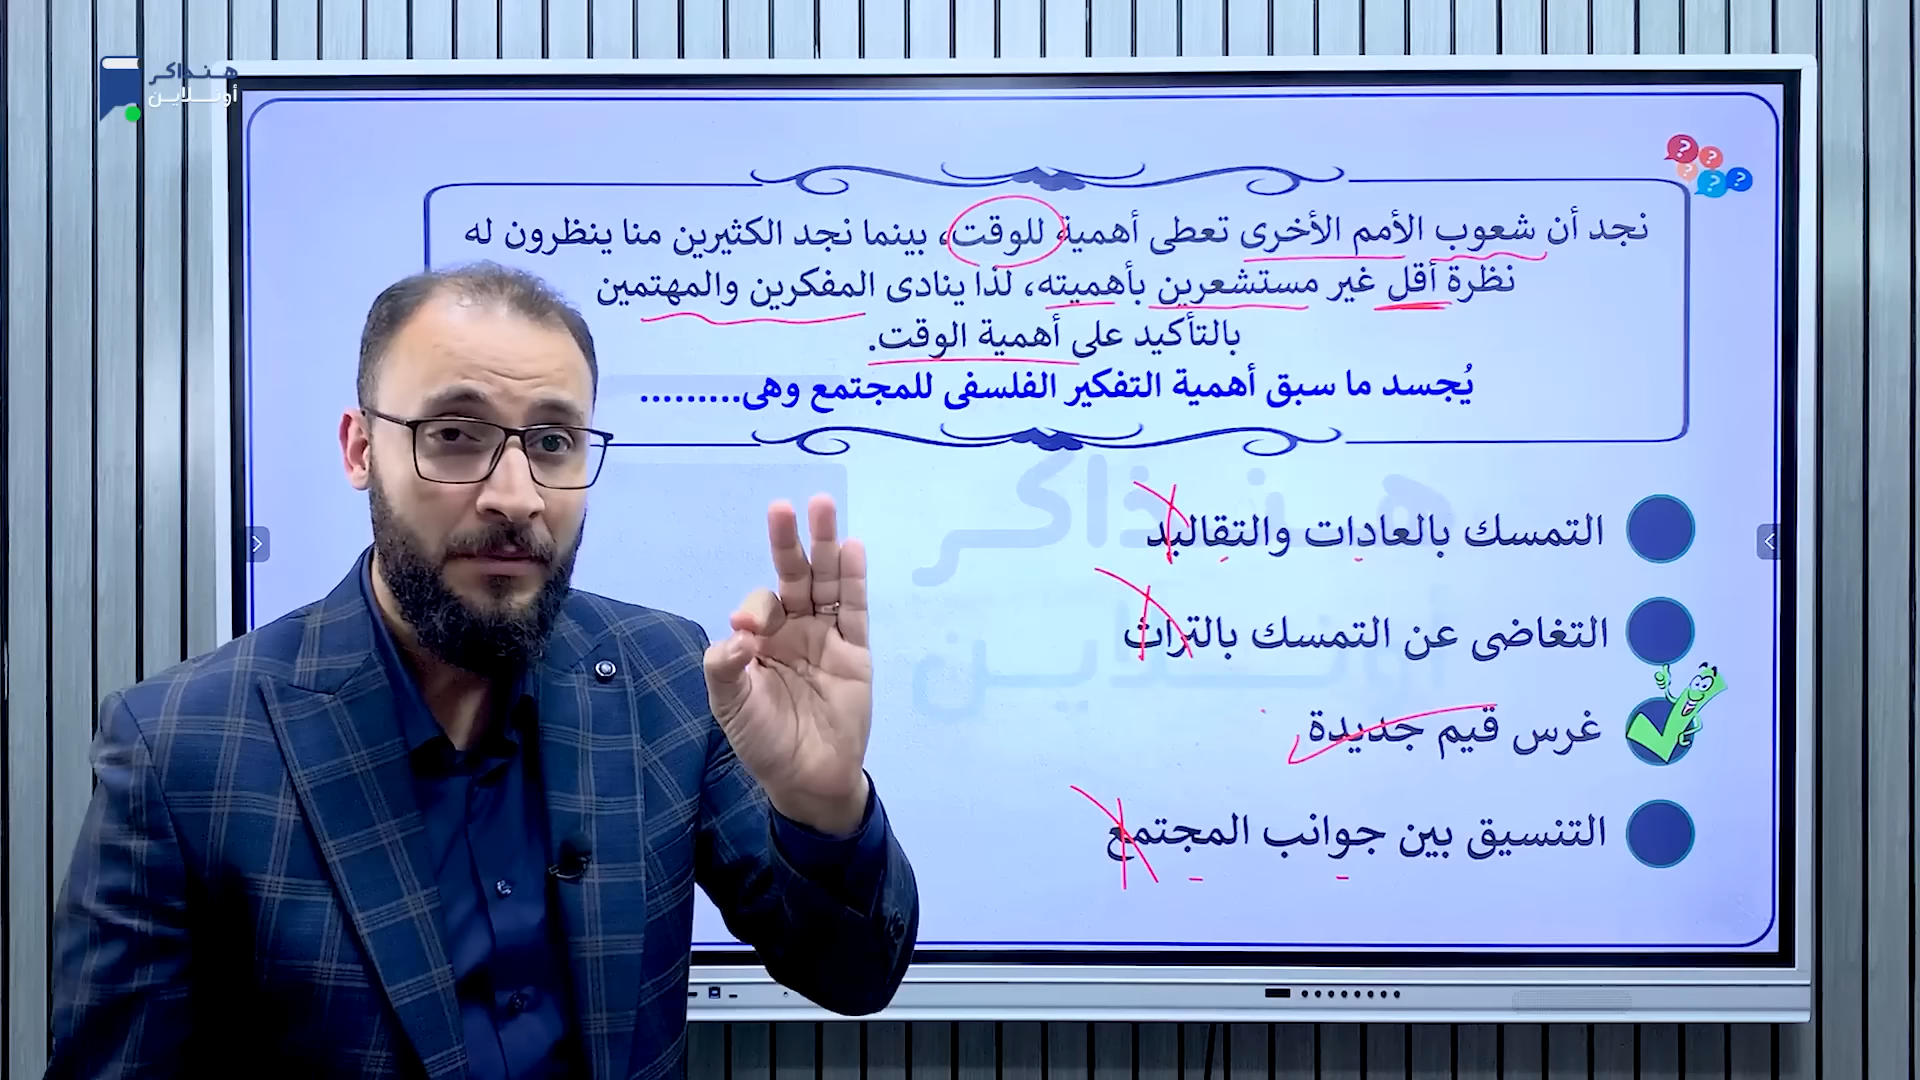 هنذاكر
أونلاين
نجد أن شعوب الأمم الأخرى تعطى أهمية للوقت، بينما نجد الكثيرين منا ينظرون له
نظرة أقل غير مستشعرين بأهميته، لذا ينادى المفكرين والمهتمين
بالتأكيد على أهمية الوقت.
يُجسد ما سبق أهمية التفكير الفلسفى للمجتمع وهى.........
هنذاكر
أونلاين
التمسك بالعادات والتقاليد
التغاضى عن التمسك بالتراث
غرس قيم جديدة
التنسيق بين جوانب المجتمع